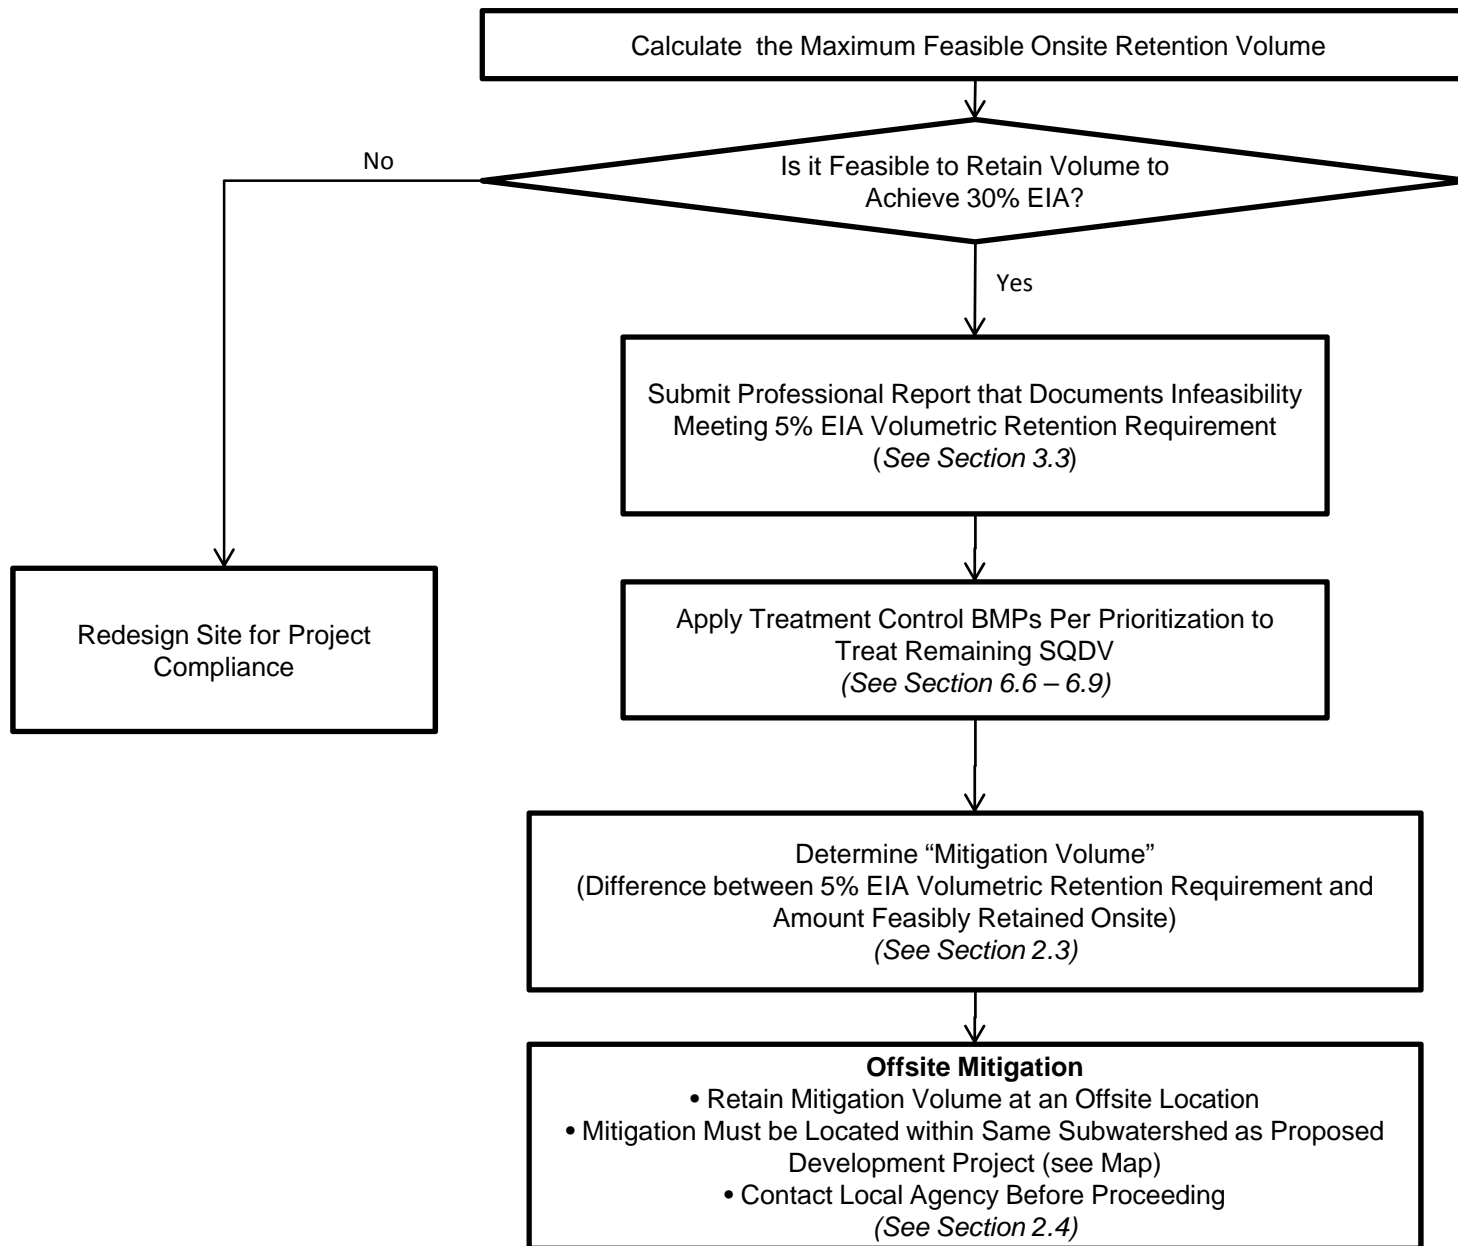 Calculate  the Maximum Feasible Onsite Retention Volume
Is it Feasible to Retain Volume to
Achieve 30% EIA?
No
Yes
Submit Professional Report that Documents Infeasibility
Meeting 5% EIA Volumetric Retention Requirement
(See Section 3.3)
Redesign Site for Project
Compliance
Apply Treatment Control BMPs Per Prioritization to
Treat Remaining SQDV
(See Section 6.6 – 6.9)
Determine “Mitigation Volume”
(Difference between 5% EIA Volumetric Retention Requirement and
Amount Feasibly Retained Onsite)
(See Section 2.3)
Offsite Mitigation
• Retain Mitigation Volume at an Offsite Location
• Mitigation Must be Located within Same Subwatershed as Proposed
Development Project (see Map)
• Contact Local Agency Before Proceeding
(See Section 2.4)